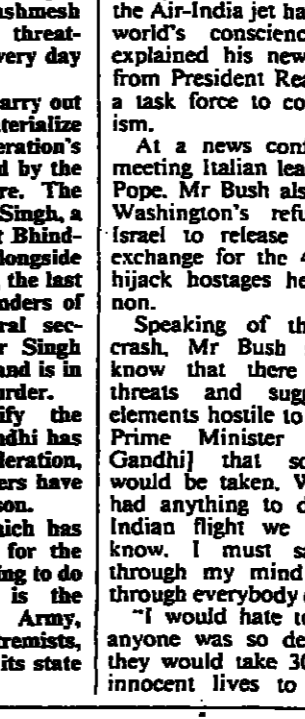 ashmesh
threat-
very day
arry out
terialize
eration's
d by the
re. The
Singh, a
t Bhind-
longside
the last
nders of
ral sec-
r Singh
and is in
urder.
ify the
ndhi has
leration,
ers have
son.
hich has
for the
ing to do
is the
Army,
tremists,
its state
the Air-India jet ha
world's conscienc
explained his new
from President Rea
a task force to co
ism.
At a news conf
meeting Italian lea
Pope. Mr Bush als
Washington's refu
Israel to release
exchange for the 4
hijack hostages he
non.
Speaking of th
crash, Mr Bush
know that there
threats and sugg
elements hostile to
Prime Minister
Gandhi] that so
would be taken. W
had anything to d
Indian flight we
know. I must sa
through my mind
through everybody
"I would hate to
anyone was so de
they would take 30
innocent lives to